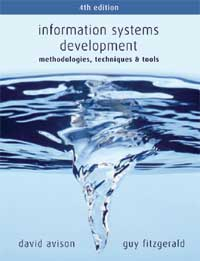 4th edition
information systems
development
methodologies, techniques & tools
david avison guy fitzgerald